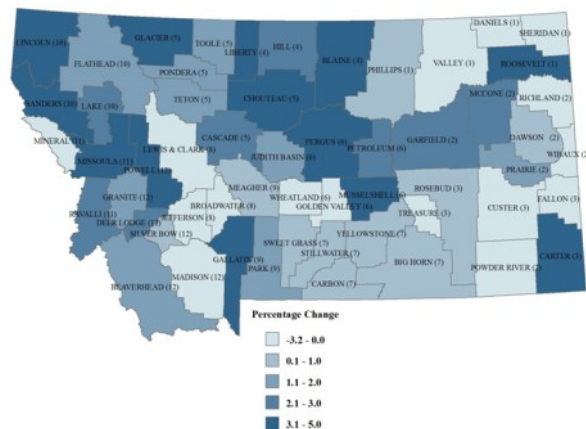 DANIELS (1)
SHERIDAN (1)
LINCOLN (10)
GLACIER (5)
TOOLE (5)
LIBERTY (4)
HILL (4)
BLAINE (4)
PHILLIPS (1)
VALLEY (1)
ROOSEVELT (1)
FLATHEAD (10)
PONDERA (5)
RICHLAND (2)
TETON (5)
CHOUTEAU (5)
MCCONE (2)
SANDERS (10)
LAKE (10)
MINERAL (11)
LEWIS & CLARK (8)
CASCADE (5)
FERGUS (6)
PETROLEUM (6)
GARFIELD (2)
DAWSON (2)
JUDITH BASIN (6)
WIBAUX (2)
MISSOULA (11)
POWELL (12)
PRAIRIE (2)
MEAGHER (9)
WHEATLAND (6)
MUSSELSHELL (6)
ROSEBUD (3)
FALLON (3)
GRANITE (12)
BROADWATER (8)
GOLDEN VALLEY (6)
TREASURE (3)
CUSTER (3)
RAVALLI (11)
DEER LODGE (12)
JEFFERSON (8)
SILVER BOW (12)
SWEET GRASS (7)
YELLOWSTONE (7)
STILLWATER (7)
GALLATIN (9)
PARK (9)
BIG HORN (7)
POWDER RIVER (2)
CARTER (3)
MADISON (12)
BEAVERHEAD (12)
CARBON (7)
Percentage Change
-3.2 - 0.0
0.1 - 1.0
1.1 - 2.0
2.1 - 3.0
3.1 - 5.0